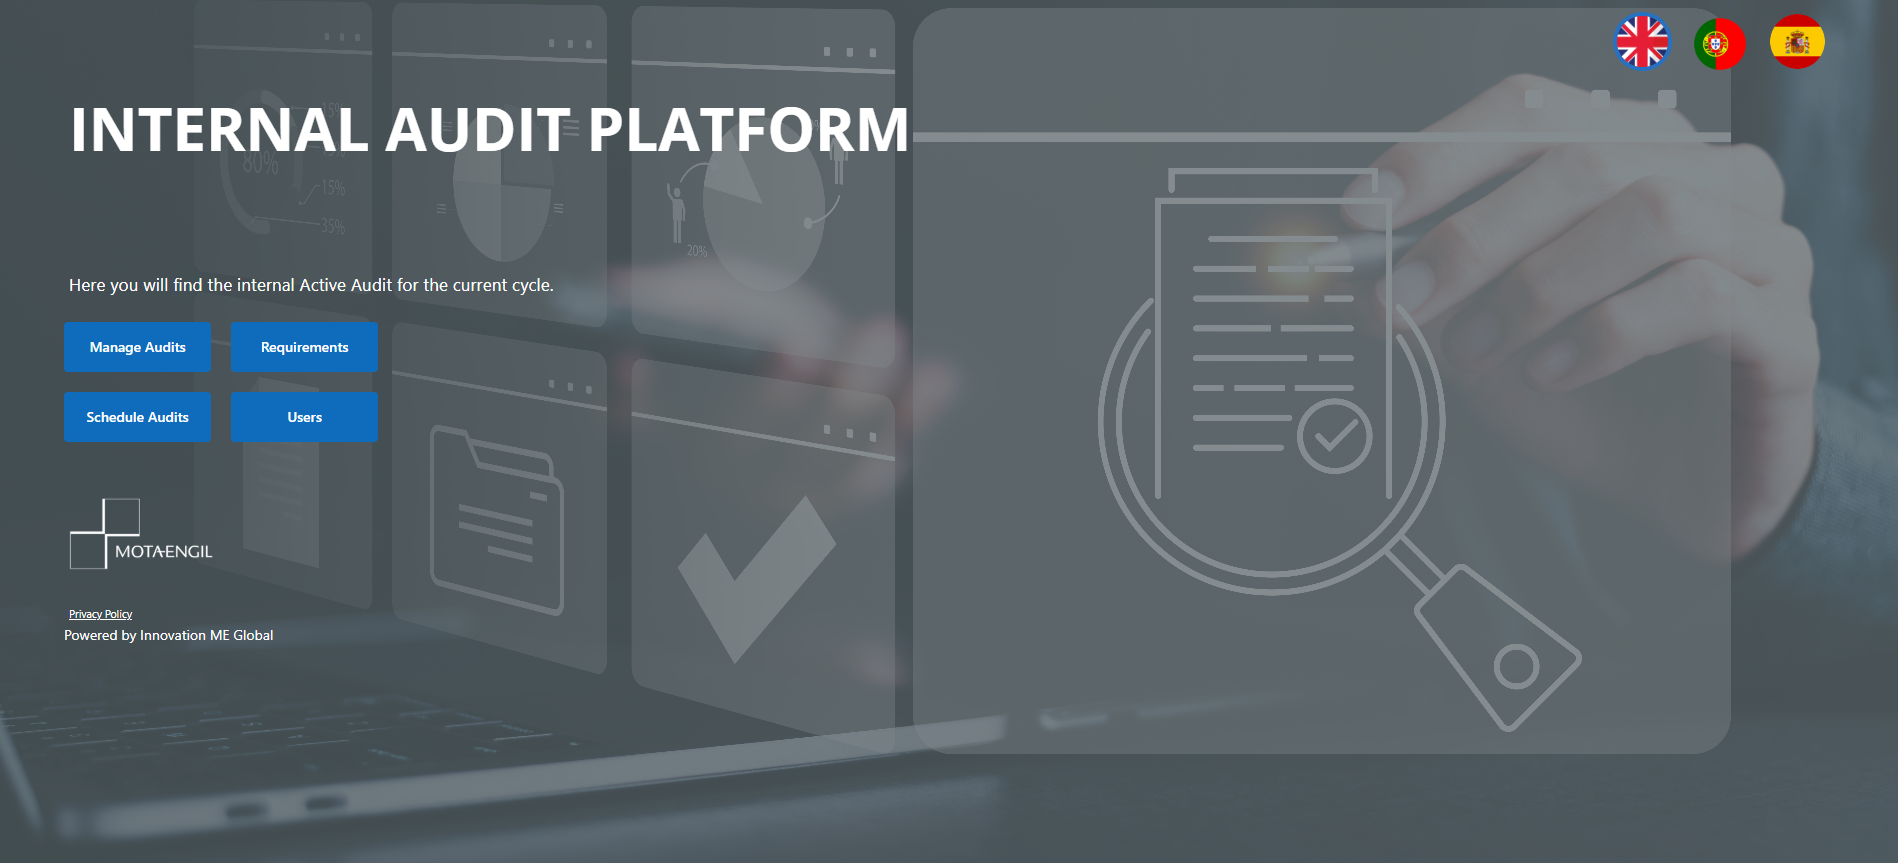 INTERNAL AUDIT PLATFORM
15%
80%
15%
35%
20%
Here you will find the internal Active Audit for the current cycle.
Manage Audits
Requirements
Schedule Audits
Users
MOTA-ENGIL
Privacy Policy
Powered by Innovation ME Global